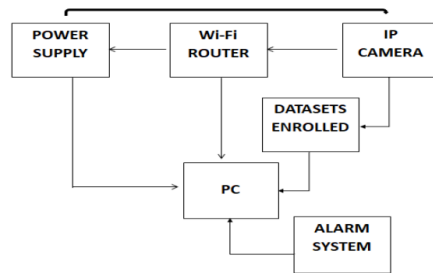 POWER
SUPPLY
Wi-Fi
ROUTER
IP
CAMERA
DATASETS
ENROLLED
PC
ALARM
SYSTEM